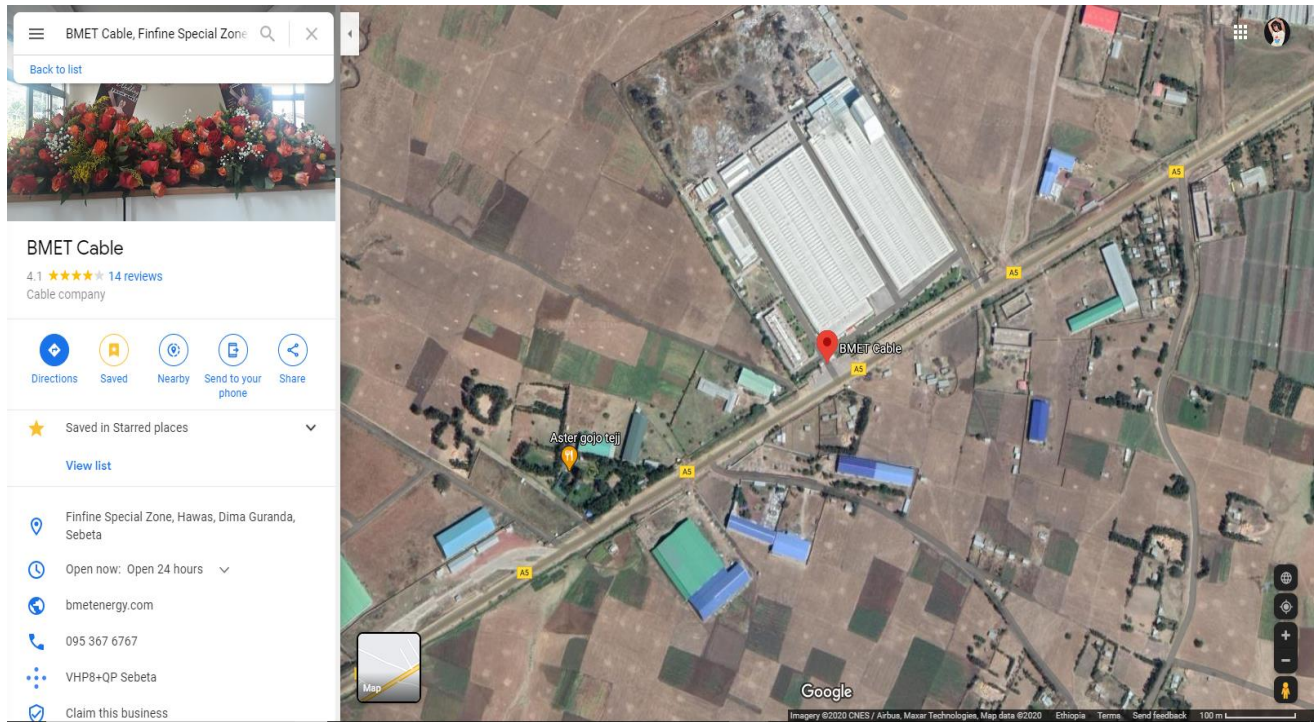 BMET Cable, Finfine Special Zone
Back to list
BMET Cable
4.1
14 reviews
Cable company
Directions
Saved
Nearby
Send to your
phone
Share
Saved in Starred places
View list
Finfine Special Zone, Hawas, Dima Guranda,
Sebeta
Open now: Open 24 hours
bmetenergy.com
095 367 6767
VHP8+QP Sebeta
Claim this business
A5
A5
BMET Cable
A5
Aster gojo tejj
A5
A5
Map
Google
Imagery ©2020 CNES / Airbus, Maxar Technologies, Map data ©2020 Ethiopia Terms Send feedback 100 m